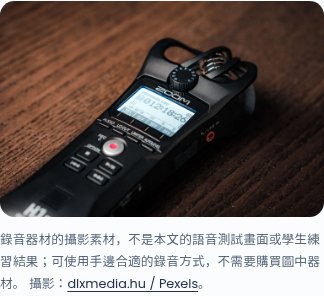 ZOOM
錄音器材的攝影素材，不是本文的語音測試畫面或學生練
習結果；可使用手邊合適的錄音方式，不需要購買圖中器
材。 攝影：dlxmedia.hu / Pexels。